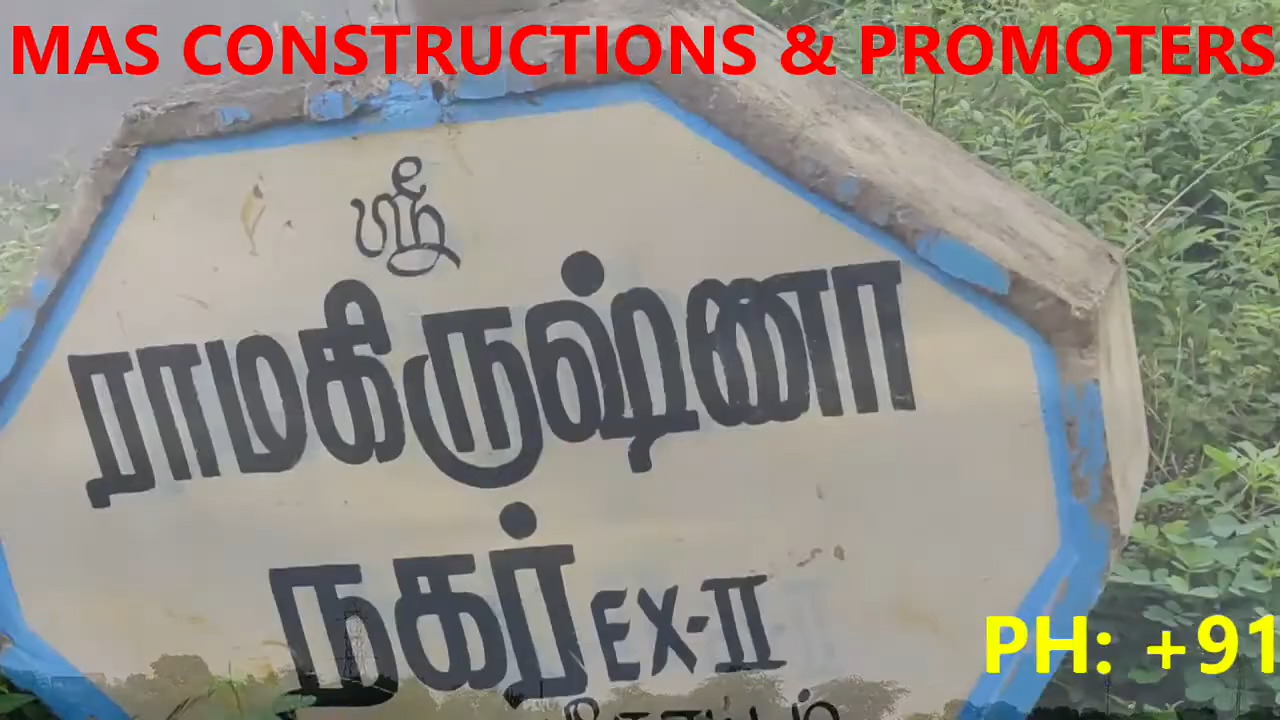 MAS CONSTRUCTIONS & PROMOTERS
ஸ்ரீ
ராமகிருஷ்ணா
நகர் EX-II
PH: +91